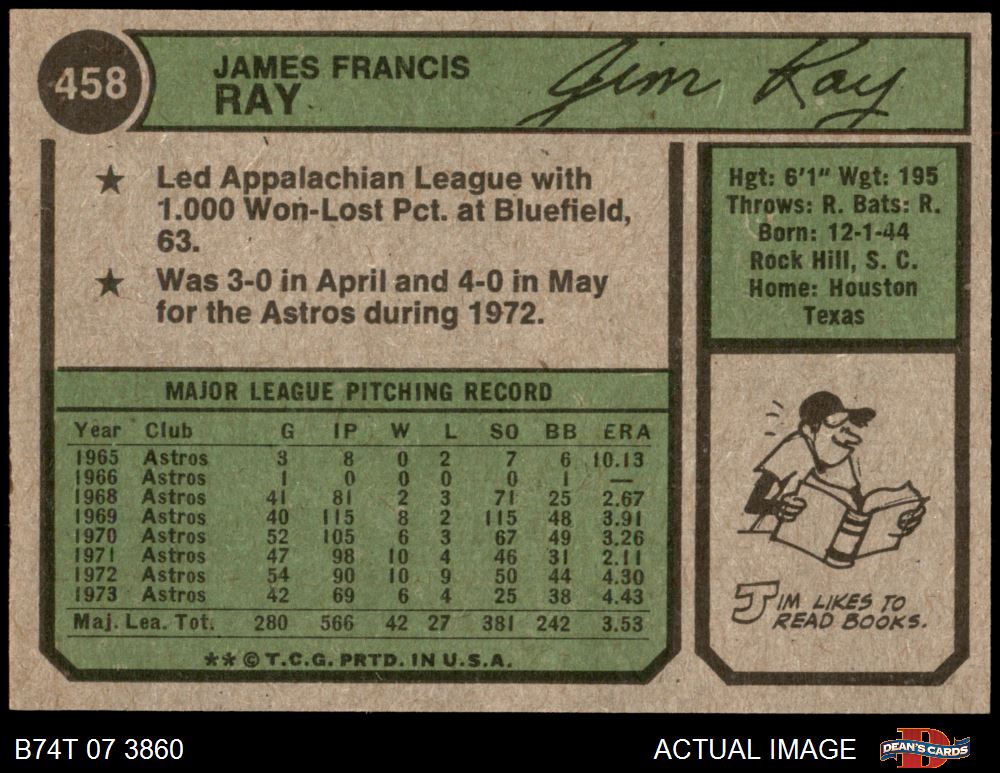 458
JAMES FRANCIS
RAY
Jim Ray
★ Led Appalachian League with
1.000 Won-Lost Pct. at Bluefield,
63.
★ Was 3-0 in April and 4-0 in May
for the Astros during 1972.
Hgt: 6'1" Wgt: 195
Throws: R. Bats: R.
Born: 12-1-44
Rock Hill, S. C.
Home: Houston
Texas
MAJOR LEAGUE PITCHING RECORD
Year Club G IP W L SO BB ERA
1965 Astros 3 8 0 2 7 6 10.13
1966 Astros 1 0 0 0 0 1 —
1968 Astros 41 81 2 3 71 25 2.67
1969 Astros 40 115 8 2 115 48 3.91
1970 Astros 52 105 6 3 67 49 3.26
1971 Astros 47 98 10 4 46 31 2.11
1972 Astros 54 90 10 9 50 44 4.30
1973 Astros 42 69 6 4 25 38 4.43
Maj. Lea. Tot. 280 566 42 27 381 242 3.53
** © T.C.G. PRTD. IN U.S.A.
JIM LIKES TO
READ BOOKS.
B74T 07 3860
ACTUAL IMAGE
DEAN'S CARDS